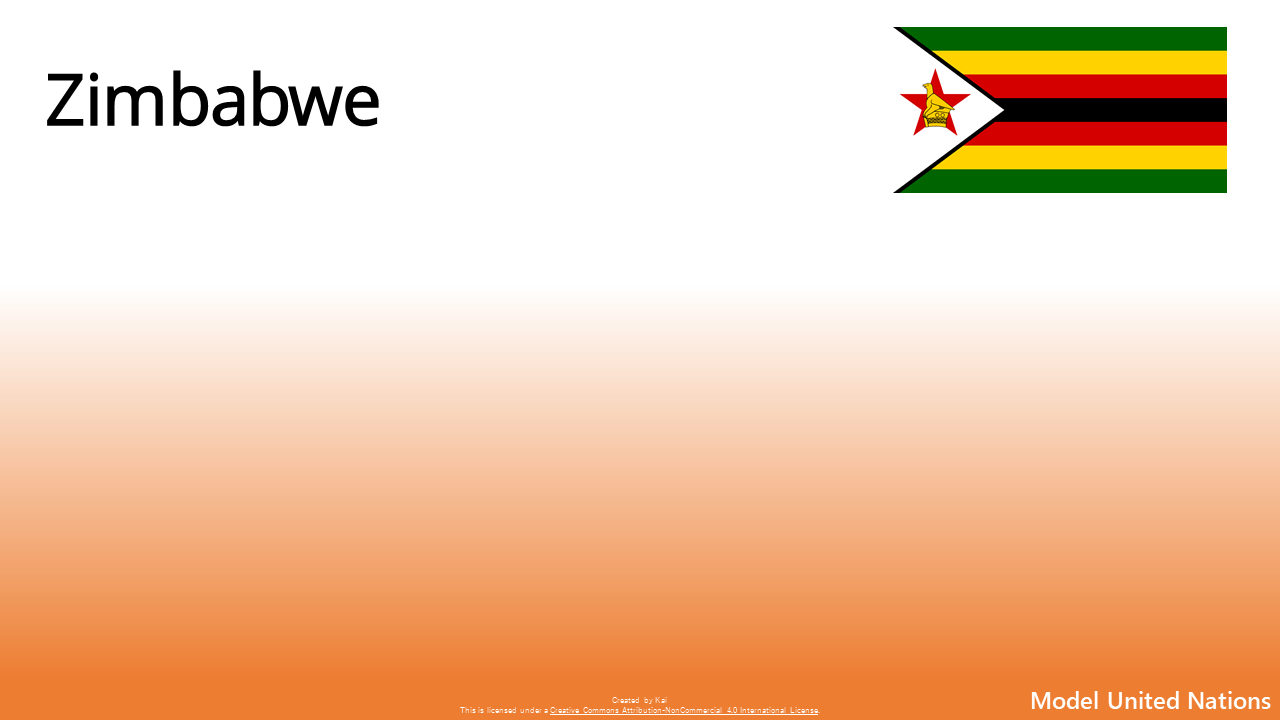 Zimbabwe
Created by Kai
This is licensed under a Creative Commons Attribution-NonCommercial 4.0 International License.
Model United Nations